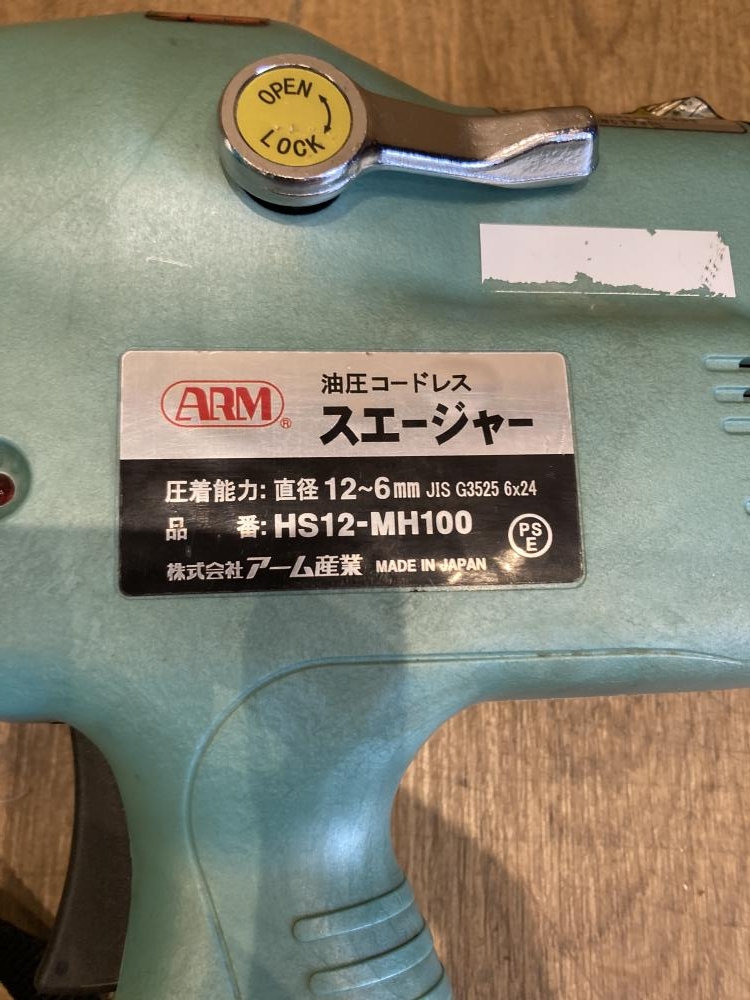 OPEN
LOCK
ARM®
油圧コードレス
スエージャー
圧着能力: 直径 12~6mm JIS G3525 6x24
品 番: HS12-MH100
PS
E
株式会社 アーム産業 MADE IN JAPAN